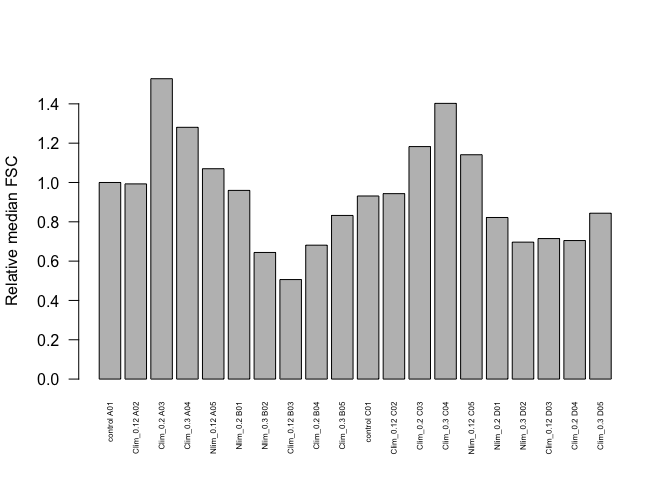 Relative median FSC
1.4
1.2
1.0
0.8
0.6
0.4
0.2
0.0
control A01
Clim_0.12 A02
Clim_0.2 A03
Clim_0.3 A04
Nlim_0.12 A05
Nlim_0.2 B01
Nlim_0.3 B02
Clim_0.12 B03
Clim_0.2 B04
Clim_0.3 B05
control C01
Clim_0.12 C02
Clim_0.2 C03
Clim_0.3 C04
Nlim_0.12 C05
Nlim_0.2 D01
Nlim_0.3 D02
Clim_0.12 D03
Clim_0.2 D04
Clim_0.3 D05